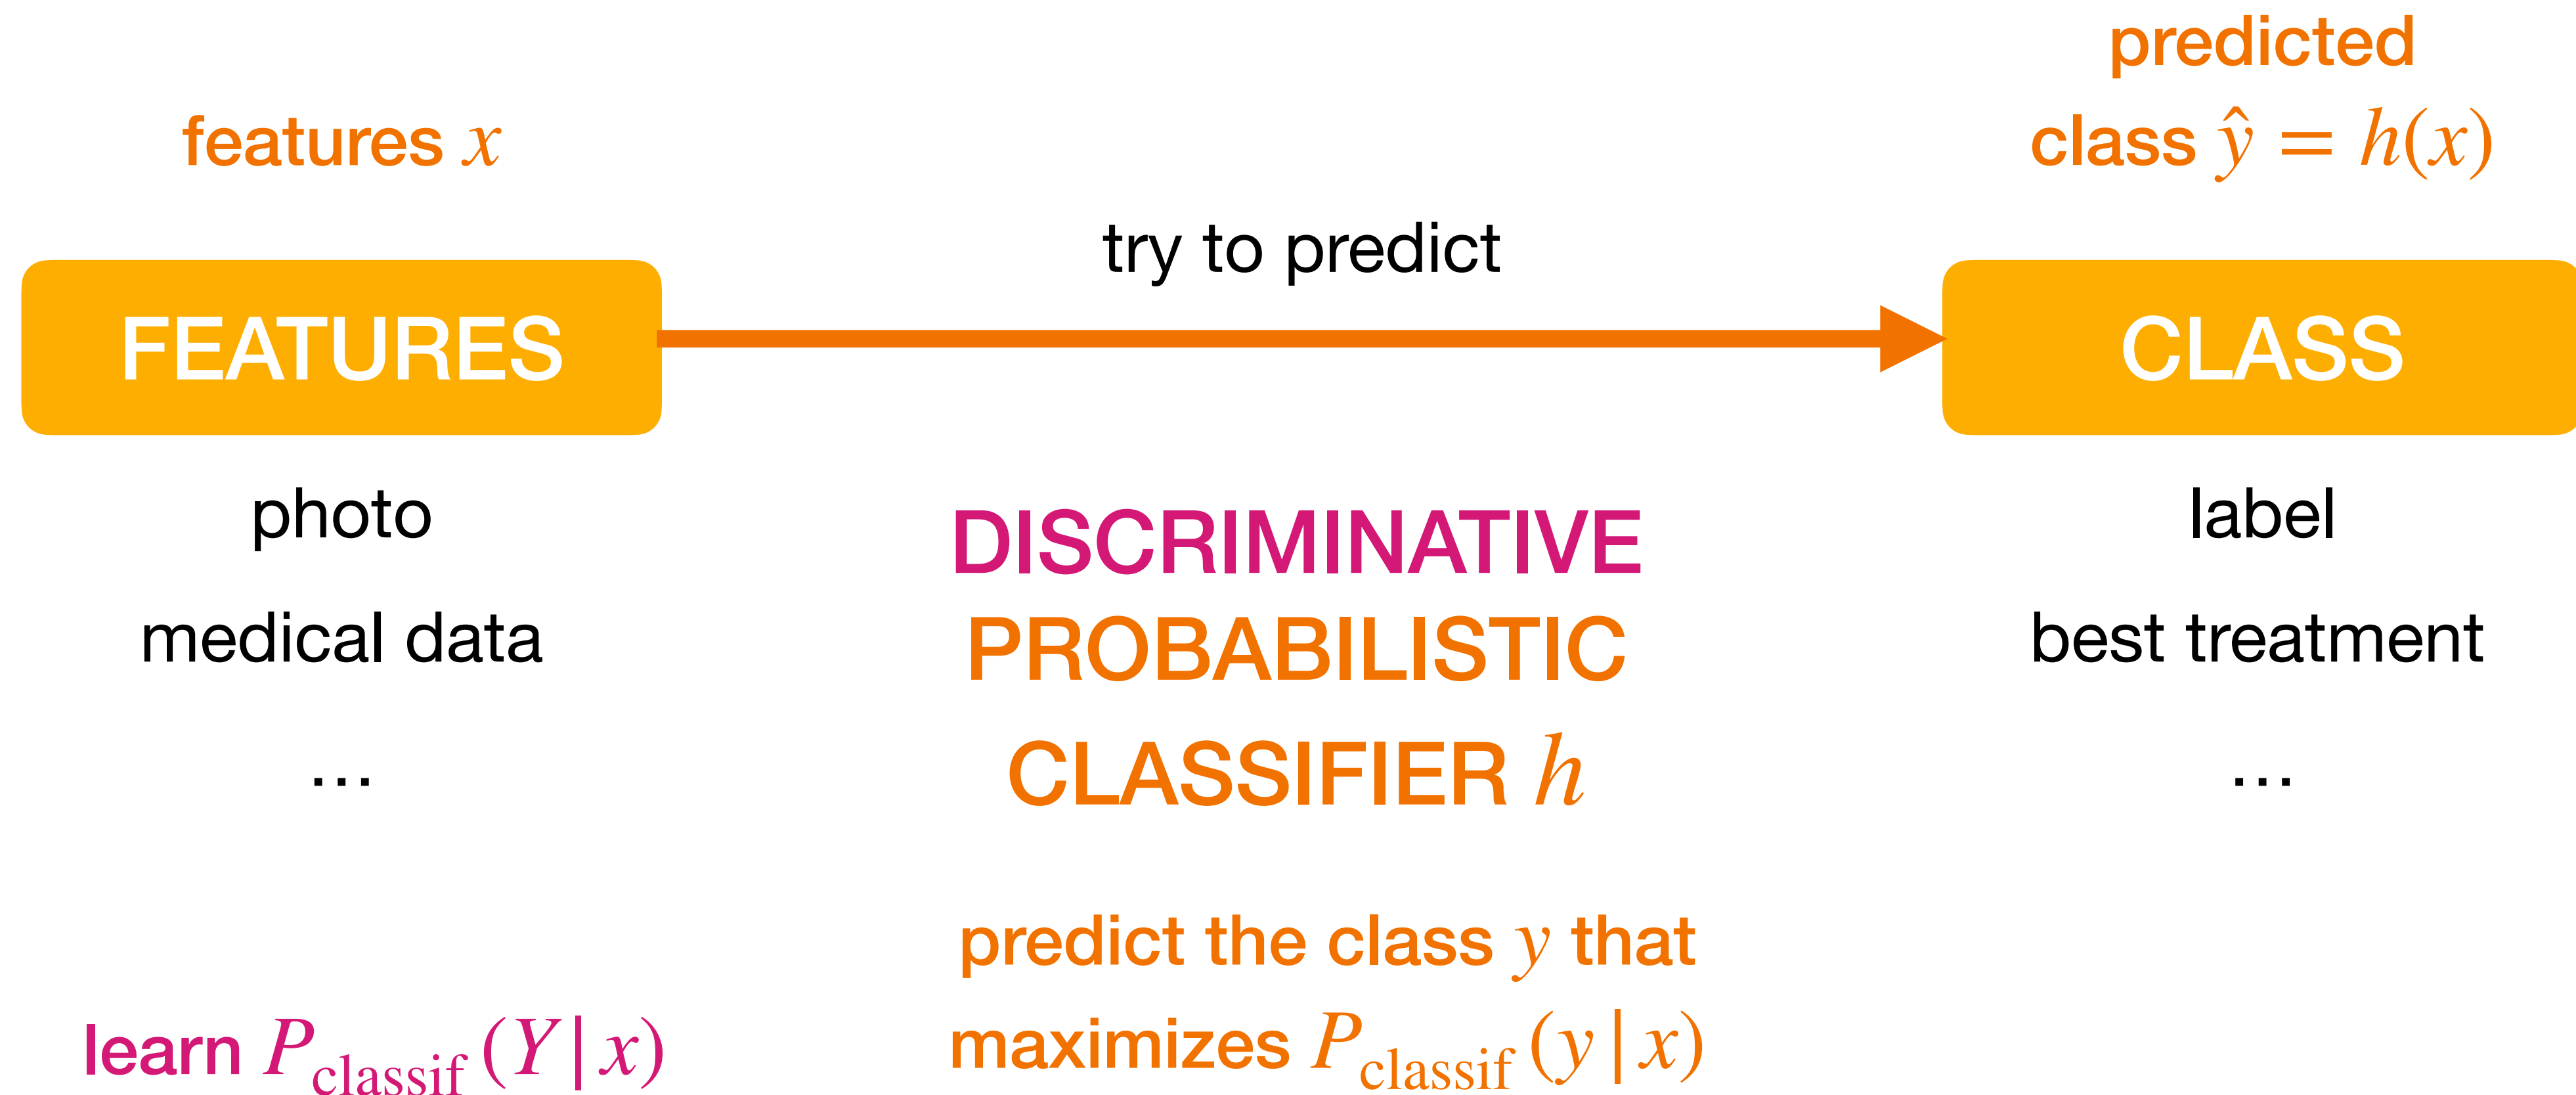 features x
predicted
class ŷ = h(x)
try to predict
FEATURES
CLASS
photo
medical data
...
DISCRIMINATIVE
PROBABILISTIC
CLASSIFIER h
label
best treatment
...
learn P_classif (Y | x)
predict the class y that
maximizes P_classif (y | x)